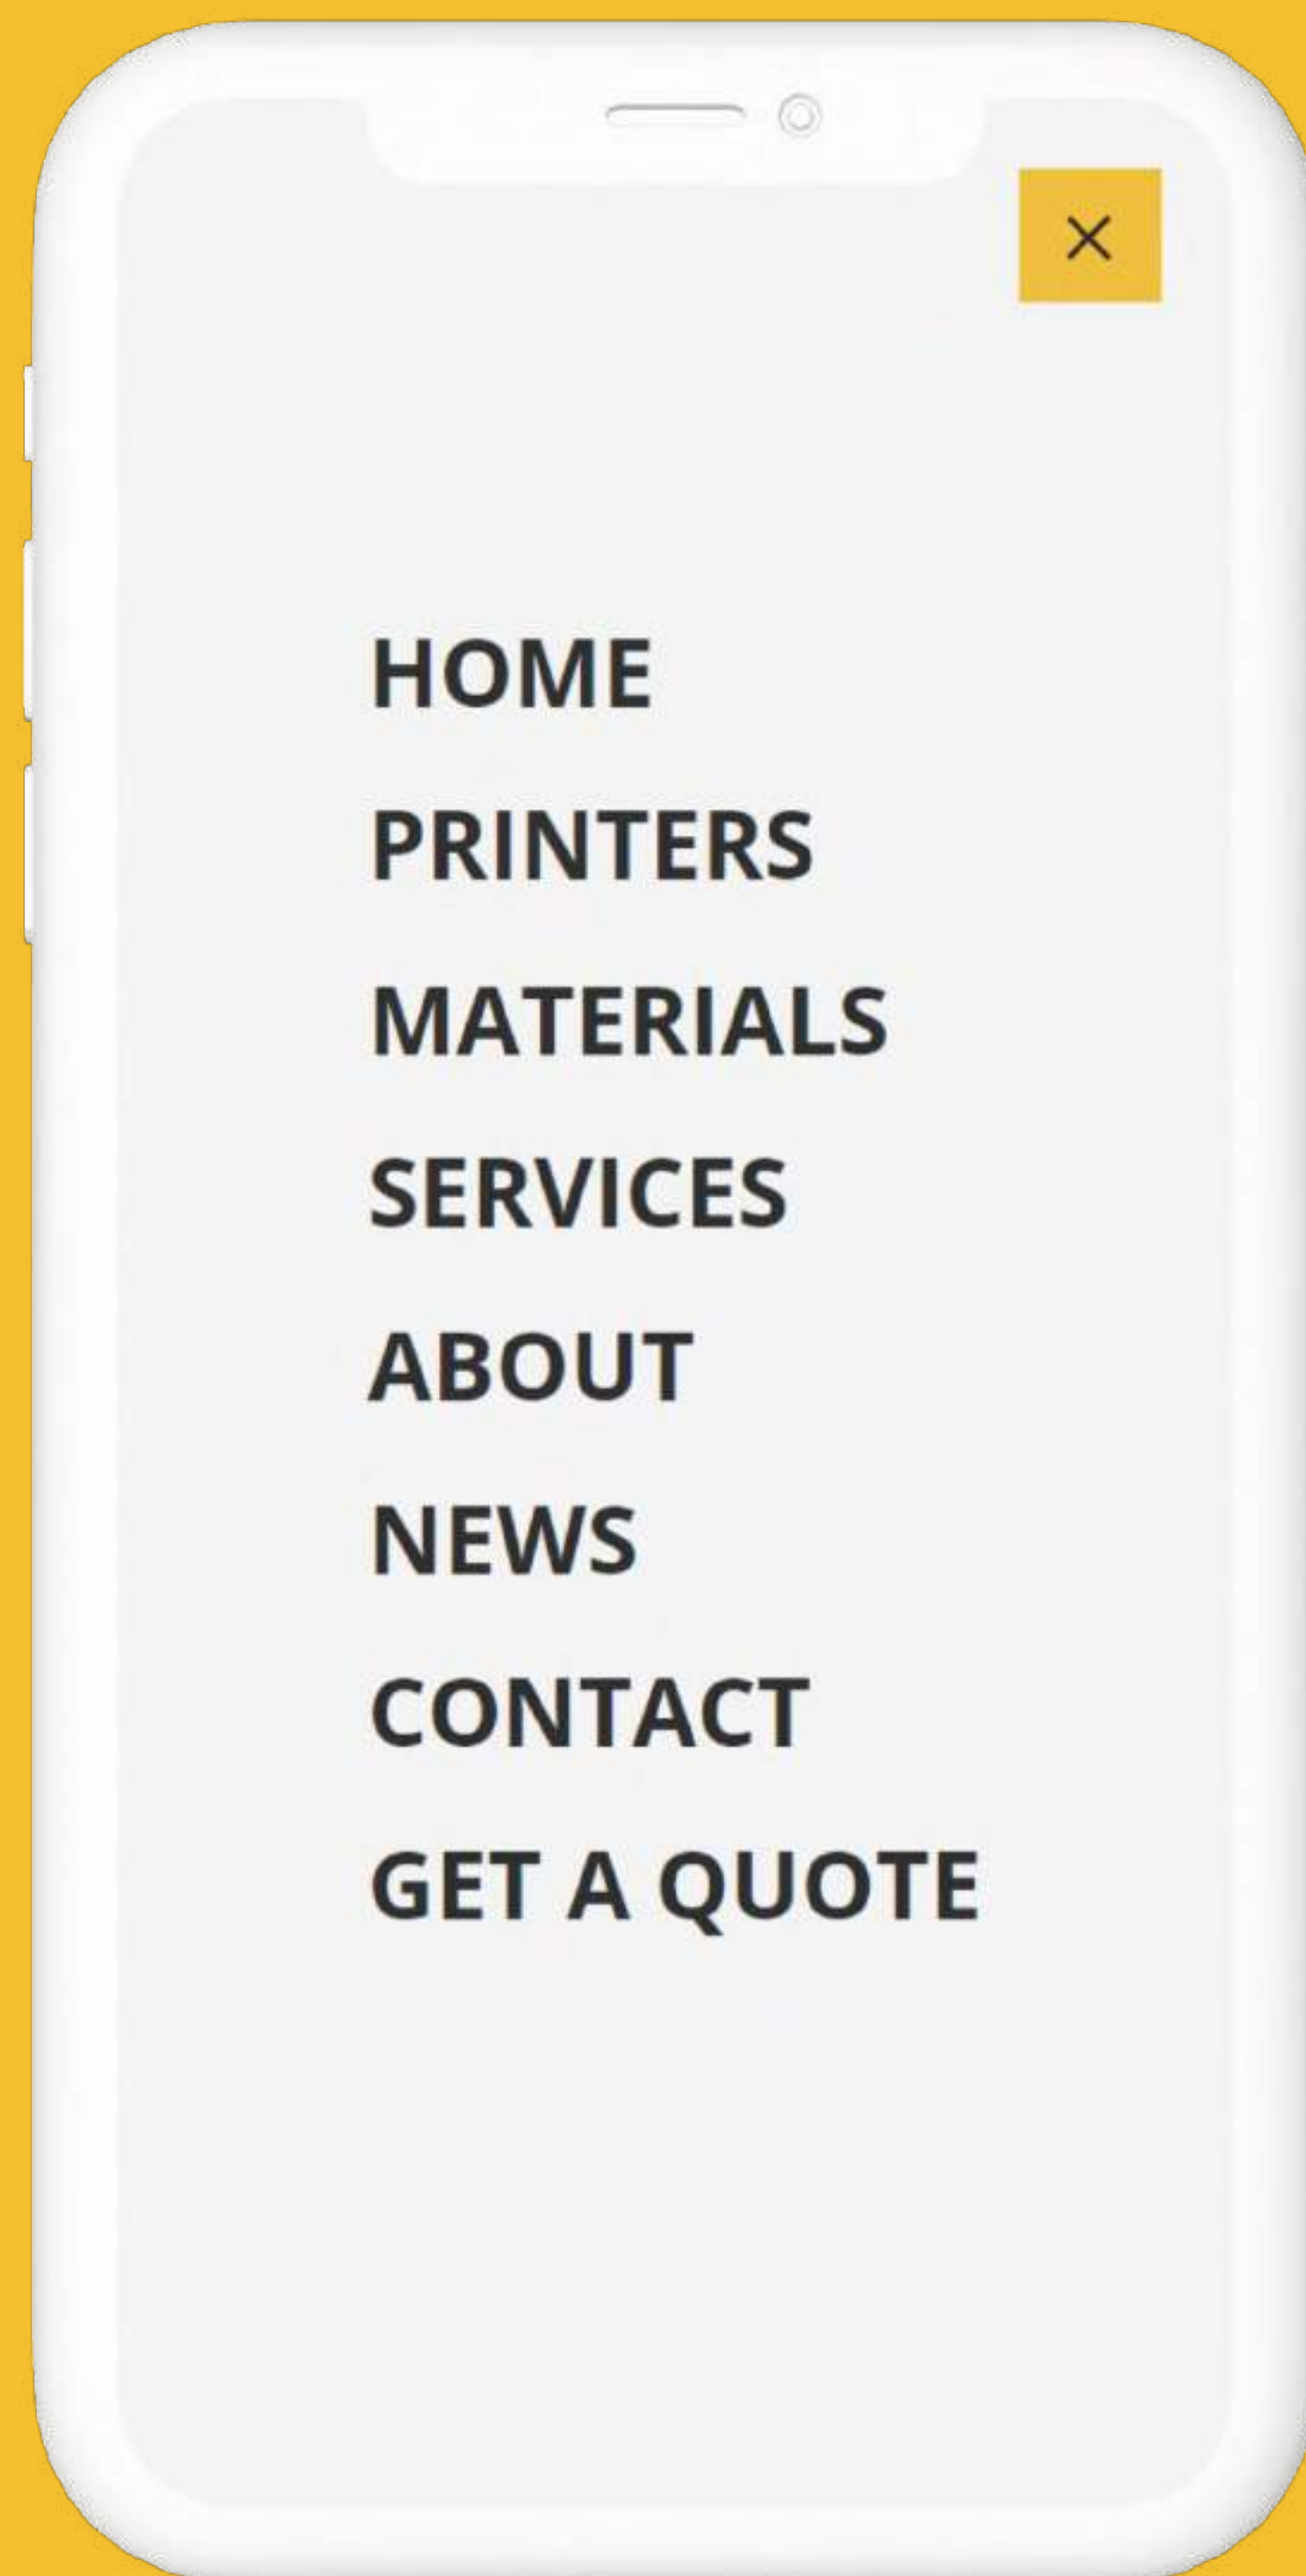 HOME
PRINTERS
MATERIALS
SERVICES
ABOUT
NEWS
CONTACT
GET A QUOTE